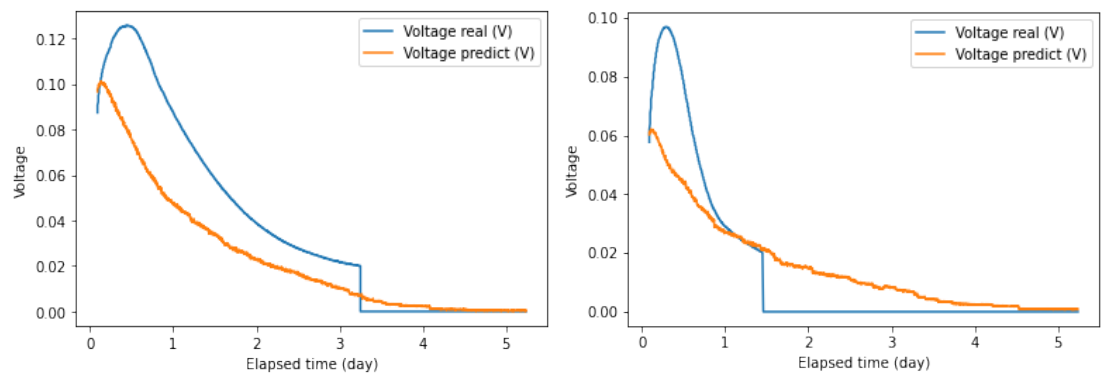 Voltage real (V)
Voltage predict (V)
0.12
0.10
0.08
0.06
0.04
0.02
0.00
Voltage
0 1 2 3 4 5
Elapsed time (day)
Voltage real (V)
Voltage predict (V)
0.10
0.08
0.06
0.04
0.02
0.00
Voltage
0 1 2 3 4 5
Elapsed time (day)